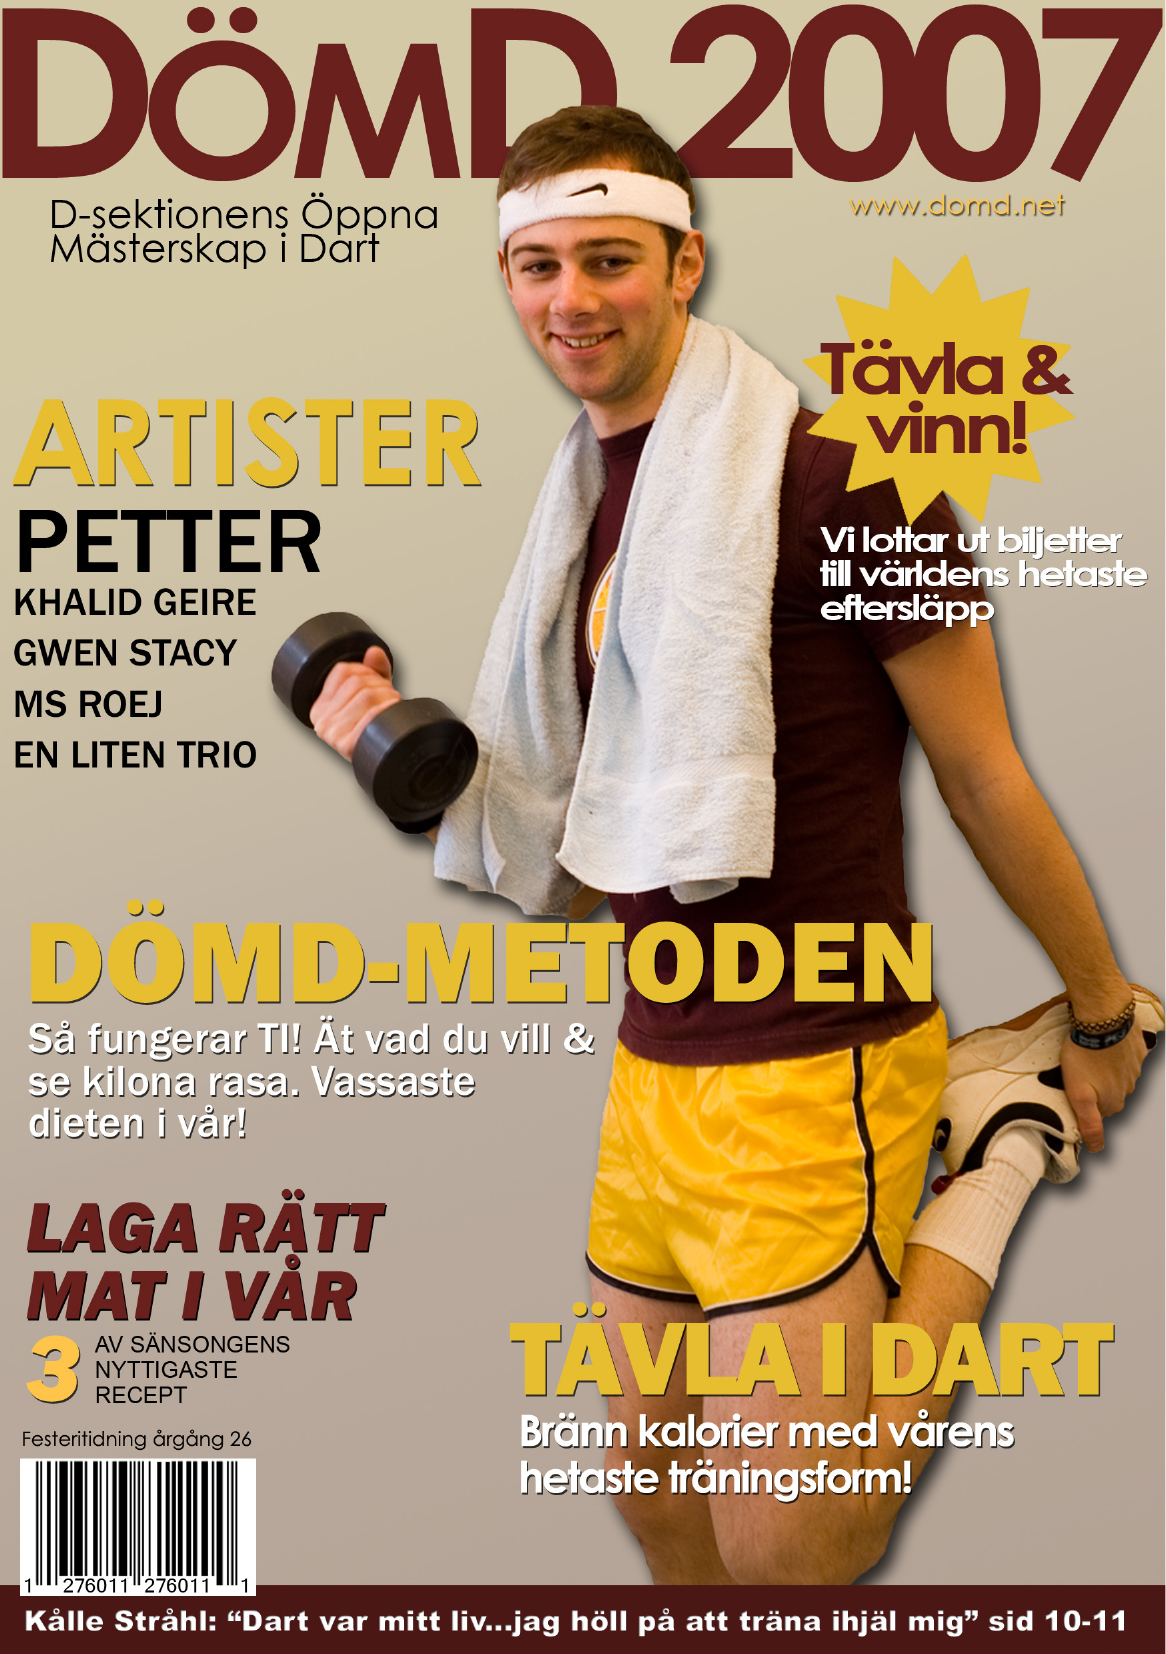 DÖMD 2007
D-sektionens Öppna
Mästerskap i Dart
www.domd.net
Tävla &
vinn!
Vi lottar ut biljetter
till världens hetaste
eftersläpp
ARTISTER
PETTER
KHALID GEIRE
GWEN STACY
MS ROEJ
EN LITEN TRIO
DÖMD-METODEN
Så fungerar TI! Ät vad du vill &
se kilona rasa. Vassaste
dieten i vår!
LAGA RÄTT
MAT I VÅR
3 AV SÄNSONGENS
NYTTIGASTE
RECEPT
TÄVLA I DART
Bränn kalorier med vårens
hetaste träningsform!
Festeritidning årgång 26
1 276011 276011 1
Kålle Stråhl: “Dart var mitt liv...jag höll på att träna ihjäl mig” sid 10-11